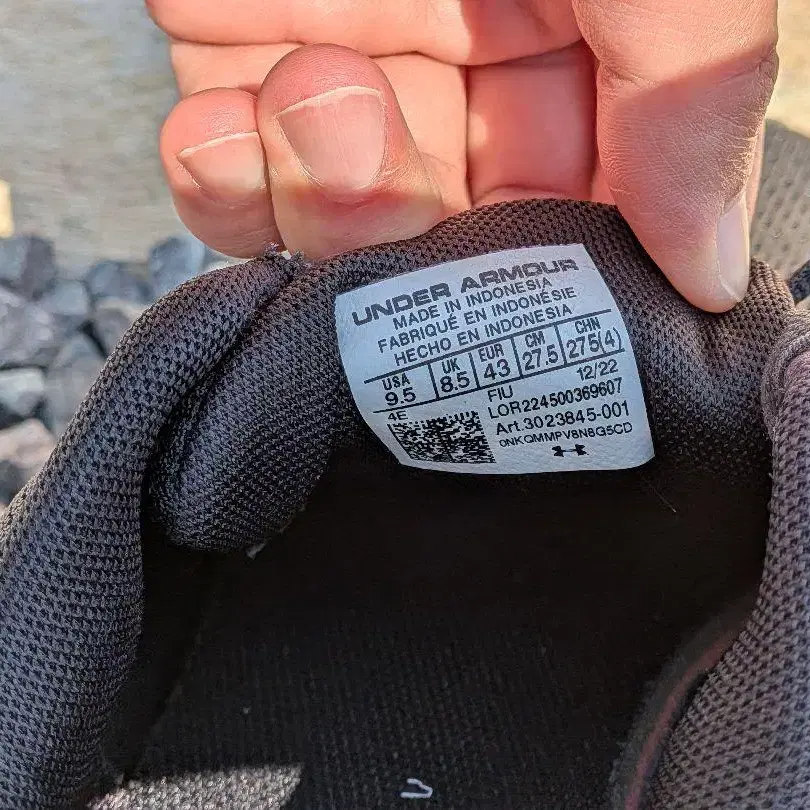 UNDER ARMOUR
MADE IN INDONESIA
FABRIQUÉ EN INDONÉSIE
HECHO EN INDONESIA
USA UK EUR CM CHN
9.5 8.5 43 27.5 275(4)
4E FIU 12/22
LOR224500369607
Art.3023845-001
0NKQMMPV8N8G5CD